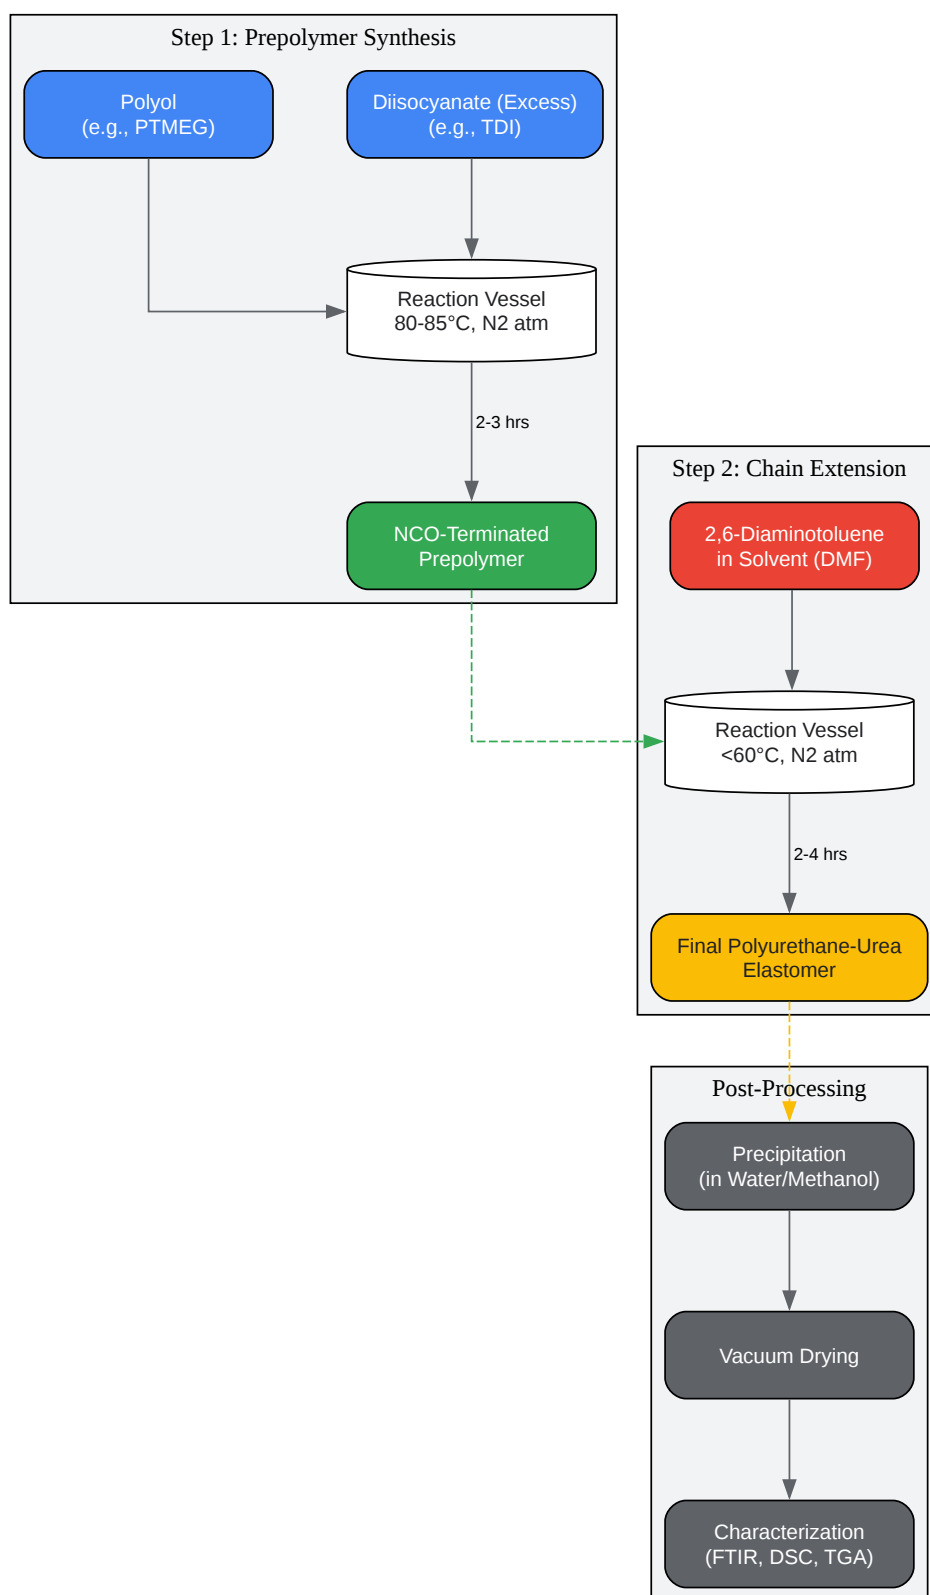 Step 1: Prepolymer Synthesis
Polyol
(e.g., PTMEG)
Diisocyanate (Excess)
(e.g., TDI)
Reaction Vessel
80-85°C, N2 atm
2-3 hrs
NCO-Terminated
Prepolymer
Step 2: Chain Extension
2,6-Diaminotoluene
in Solvent (DMF)
Reaction Vessel
<60°C, N2 atm
2-4 hrs
Final Polyurethane-Urea
Elastomer
Post-Processing
Precipitation
(in Water/Methanol)
Vacuum Drying
Characterization
(FTIR, DSC, TGA)